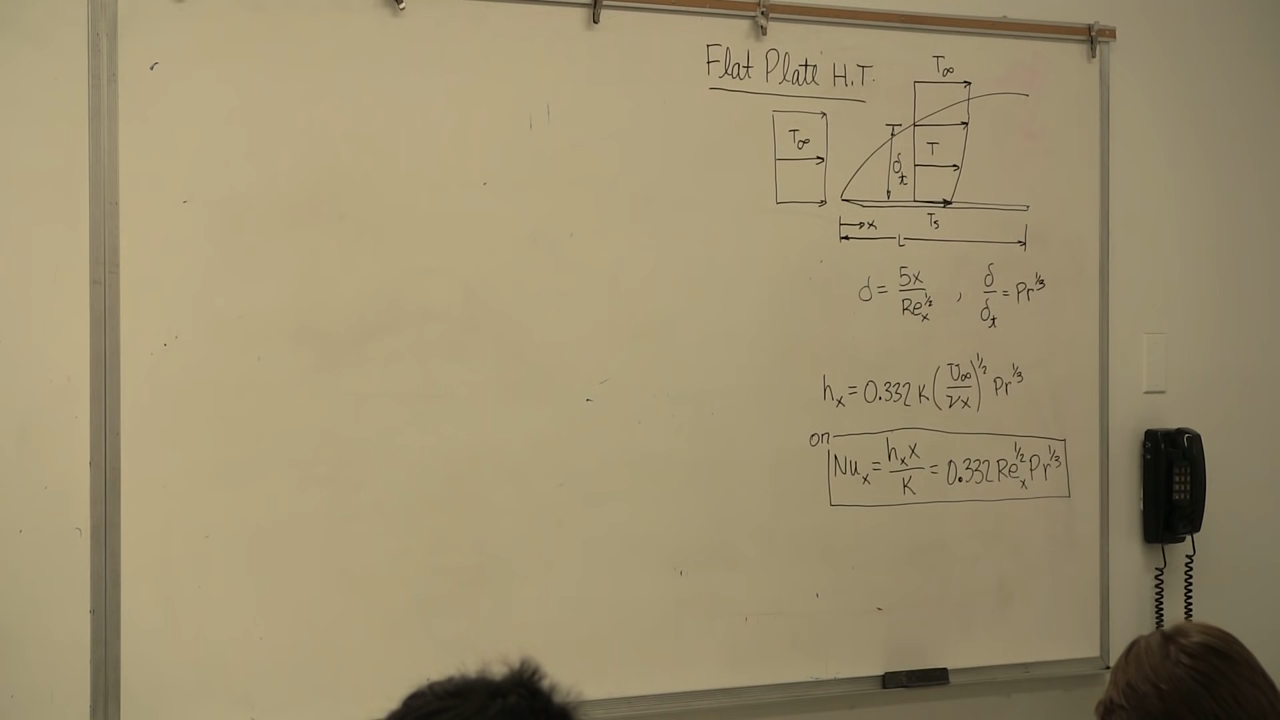 Flat Plate H.T.
T∞
T∞
T
δt
Ts
x
L
δ = 5x/Rex^1/2 , δ/δt = Pr^1/3
hx = 0.332 K (U∞/νx)^1/2 Pr^1/3
or
Nux = hx x/K = 0.332 Rex^1/2 Pr^1/3